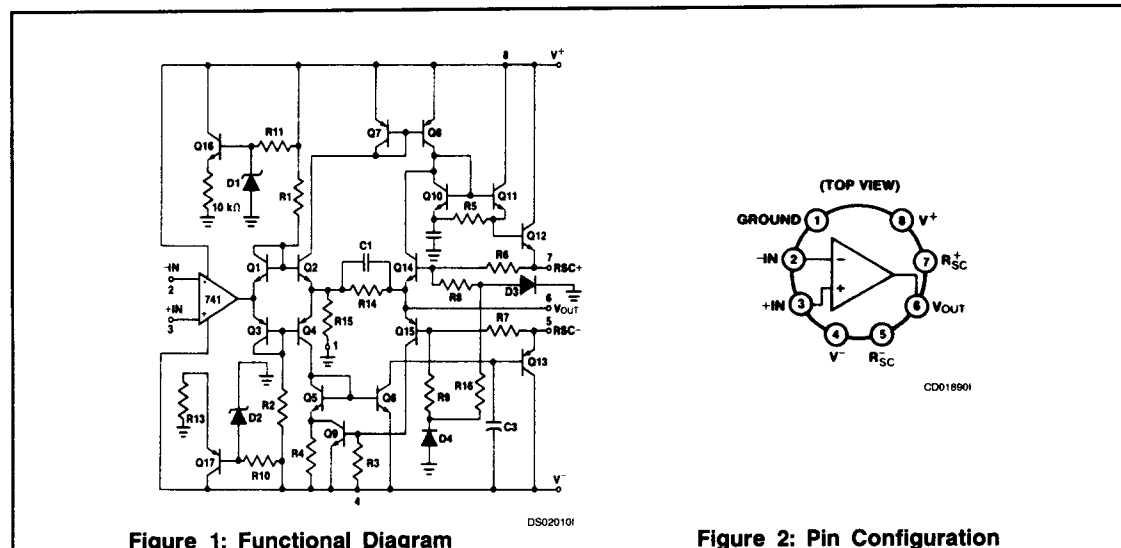 8
V+
Q7
Q8
Q16
R11
D1
R1
10 kΩ
Q10
Q11
R5
Q12
C1
Q1
Q2
Q14
R6
7
RSC+
-IN
2
741
-
+
R14
R8
D3
6
VOUT
+IN
3
R7
5
RSC-
Q3
Q4
R15
1
Q15
Q13
R16
R13
D2
R2
Q5
Q6
R9
C3
Q9
D4
R4
R3
Q17
R10
4
V-
DS02010I
Figure 1: Functional Diagram
(TOP VIEW)
GROUND
1
8
V+
-IN
2
-
7
R+SC
+IN
3
+
6
VOUT
4
5
V-
R-SC
CD01890I
Figure 2: Pin Configuration